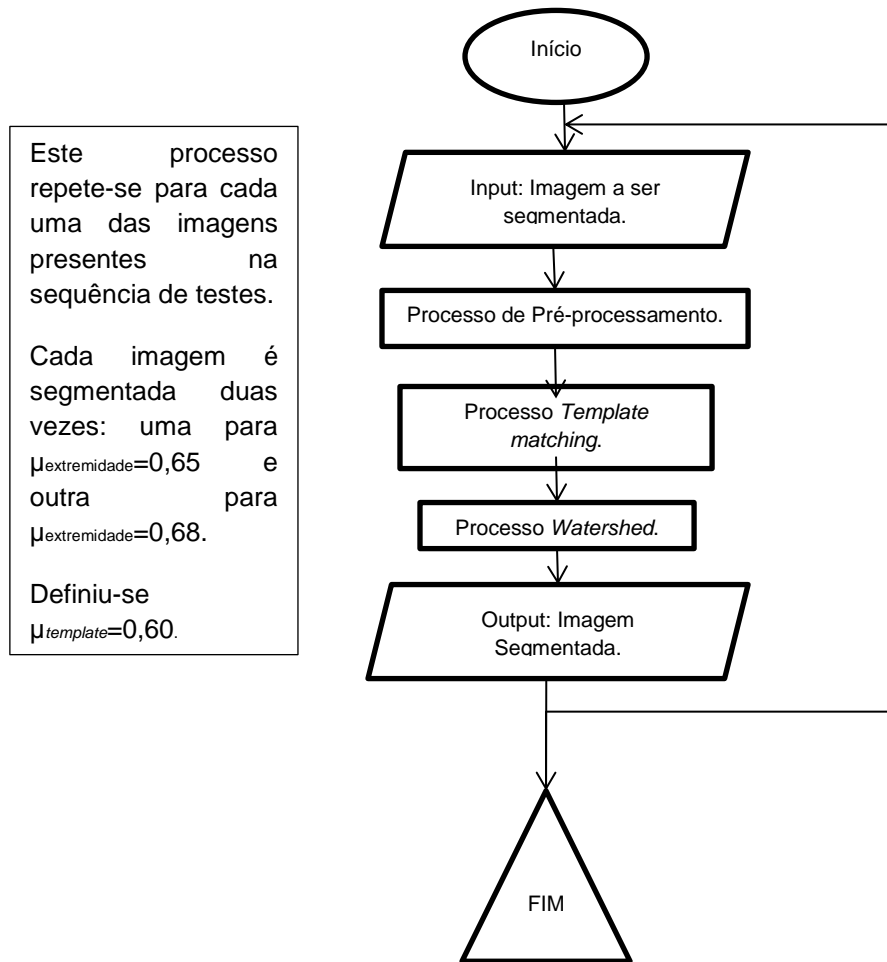 Início
Este processo
repete-se para cada
uma das imagens
presentes na
sequência de testes.
Cada imagem é
segmentada duas
vezes: uma para
μextremidade=0,65 e
outra para
μextremidade=0,68.
Definiu-se
μtemplate=0,60.
Input: Imagem a ser
segmentada.
Processo de Pré-processamento.
Processo Template
matching.
Processo Watershed.
Output: Imagem
Segmentada.
FIM